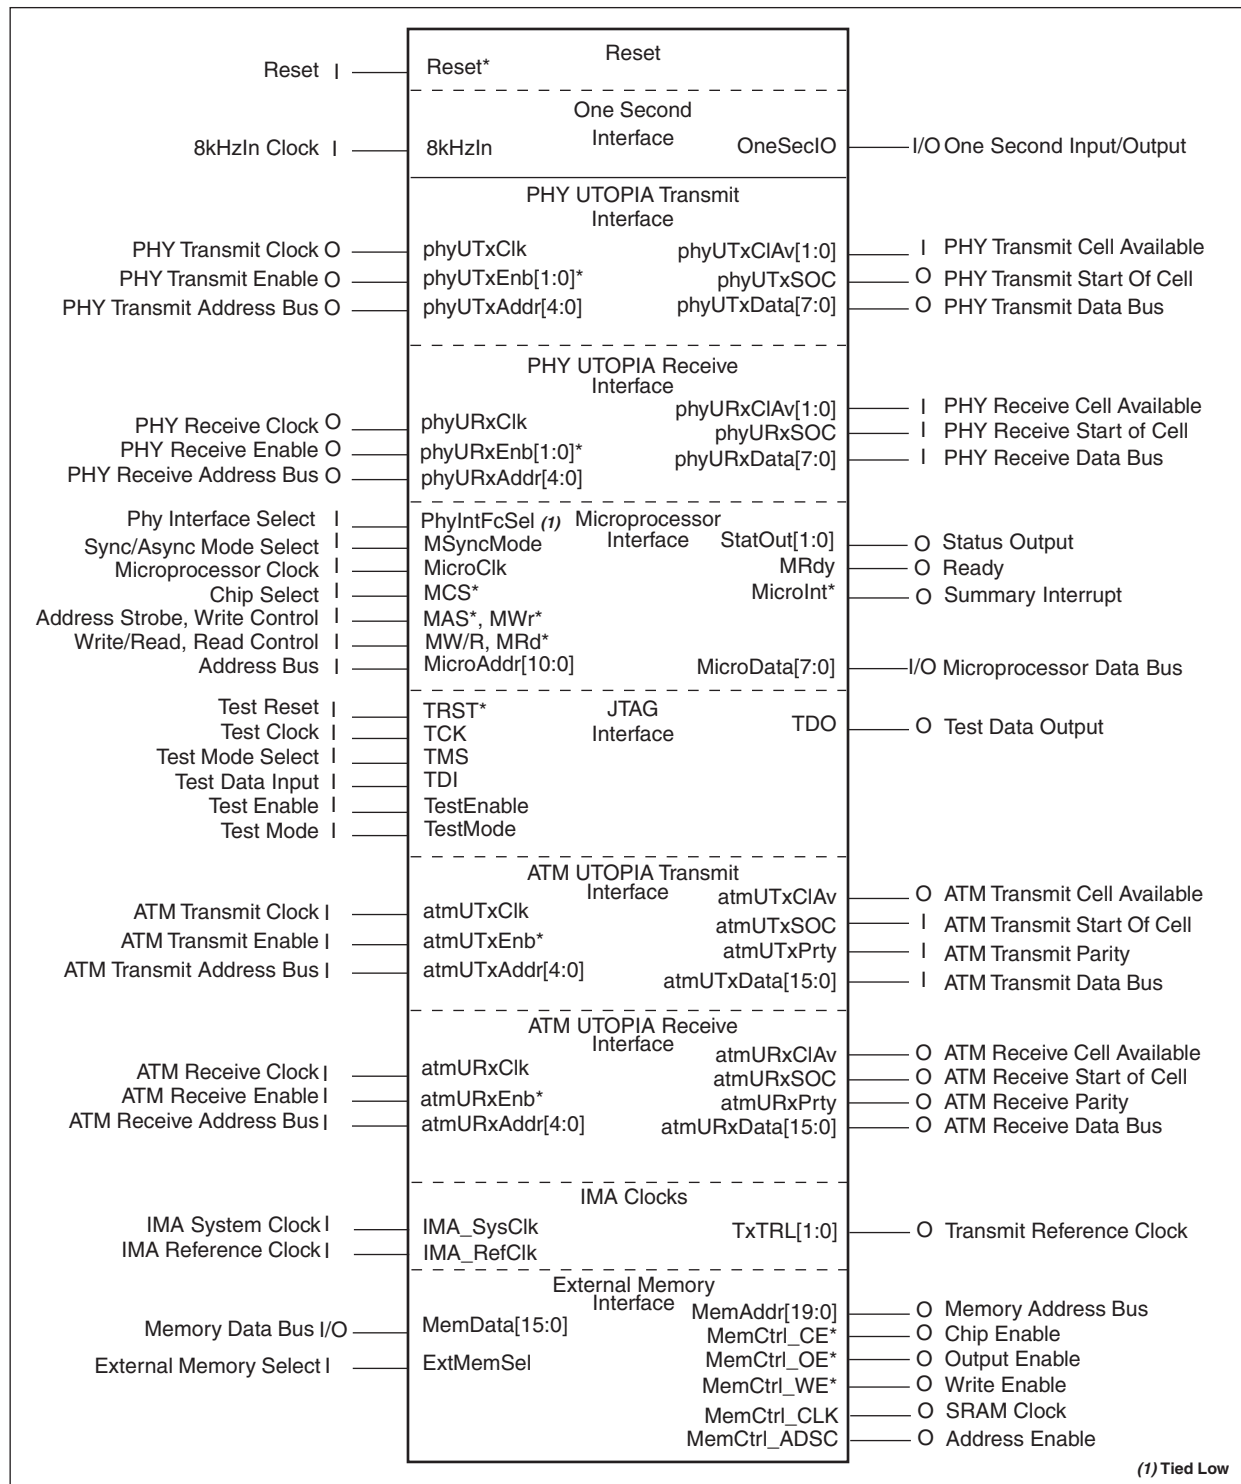 Reset
Reset I Reset*
One Second
Interface
8kHzIn Clock I 8kHzIn OneSecIO I/O One Second Input/Output
PHY UTOPIA Transmit
Interface
PHY Transmit Clock O phyUTxClk phyUTxClAv[1:0] I PHY Transmit Cell Available
PHY Transmit Enable O phyUTxEnb[1:0]* phyUTxSOC O PHY Transmit Start Of Cell
PHY Transmit Address Bus O phyUTxAddr[4:0] phyUTxData[7:0] O PHY Transmit Data Bus
PHY UTOPIA Receive
Interface
phyURxClAv[1:0] I PHY Receive Cell Available
PHY Receive Clock O phyURxClk phyURxSOC I PHY Receive Start of Cell
PHY Receive Enable O phyURxEnb[1:0]* phyURxData[7:0] I PHY Receive Data Bus
PHY Receive Address Bus O phyURxAddr[4:0]
Phy Interface Select I PhyIntFcSel (1) Microprocessor
Interface
Sync/Async Mode Select I MSyncMode StatOut[1:0] O Status Output
Microprocessor Clock I MicroClk MRdy O Ready
Chip Select I MCS* MicroInt* O Summary Interrupt
Address Strobe, Write Control I MAS*, MWr*
Write/Read, Read Control I MW/R, MRd*
Address Bus I MicroAddr[10:0] MicroData[7:0] I/O Microprocessor Data Bus
Test Reset I TRST* JTAG
Interface
Test Clock I TCK TDO O Test Data Output
Test Mode Select I TMS
Test Data Input I TDI
Test Enable I TestEnable
Test Mode I TestMode
ATM UTOPIA Transmit
Interface
atmUTxClAv O ATM Transmit Cell Available
ATM Transmit Clock I atmUTxClk atmUTxSOC I ATM Transmit Start Of Cell
ATM Transmit Enable I atmUTxEnb* atmUTxPrty I ATM Transmit Parity
ATM Transmit Address Bus I atmUTxAddr[4:0] atmUTxData[15:0] I ATM Transmit Data Bus
ATM UTOPIA Receive
Interface
atmURxClAv O ATM Receive Cell Available
ATM Receive Clock I atmURxClk atmURxSOC O ATM Receive Start of Cell
ATM Receive Enable I atmURxEnb* atmURxPrty O ATM Receive Parity
ATM Receive Address Bus I atmURxAddr[4:0] atmURxData[15:0] O ATM Receive Data Bus
IMA Clocks
IMA System Clock I IMA_SysClk TxTRL[1:0] O Transmit Reference Clock
IMA Reference Clock I IMA_RefClk
External Memory
Interface
MemAddr[19:0] O Memory Address Bus
Memory Data Bus I/O MemData[15:0] MemCtrl_CE* O Chip Enable
External Memory Select I ExtMemSel MemCtrl_OE* O Output Enable
MemCtrl_WE* O Write Enable
MemCtrl_CLK O SRAM Clock
MemCtrl_ADSC O Address Enable
(1) Tied Low